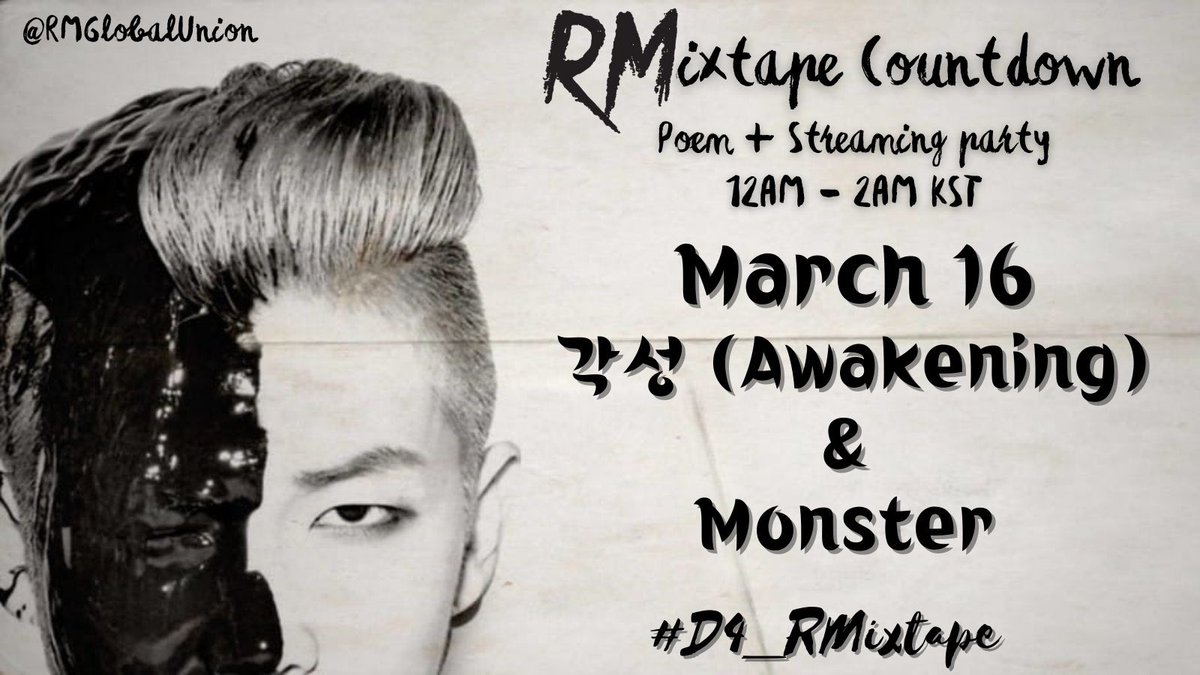 @RMGlobalUnion
RMixtape Countdown
Poem + Streaming party
12AM - 2AM KST
March 16
각성 (Awakening)
&
Monster
#D4_RMixtape